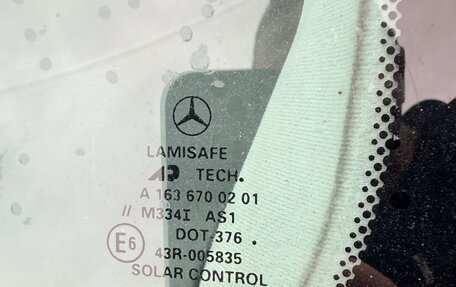 LAMISAFE
TECH.
A 163 670 02 01
// M334I AS1
DOT-376 .
E6 43R-005835
SOLAR CONTROL